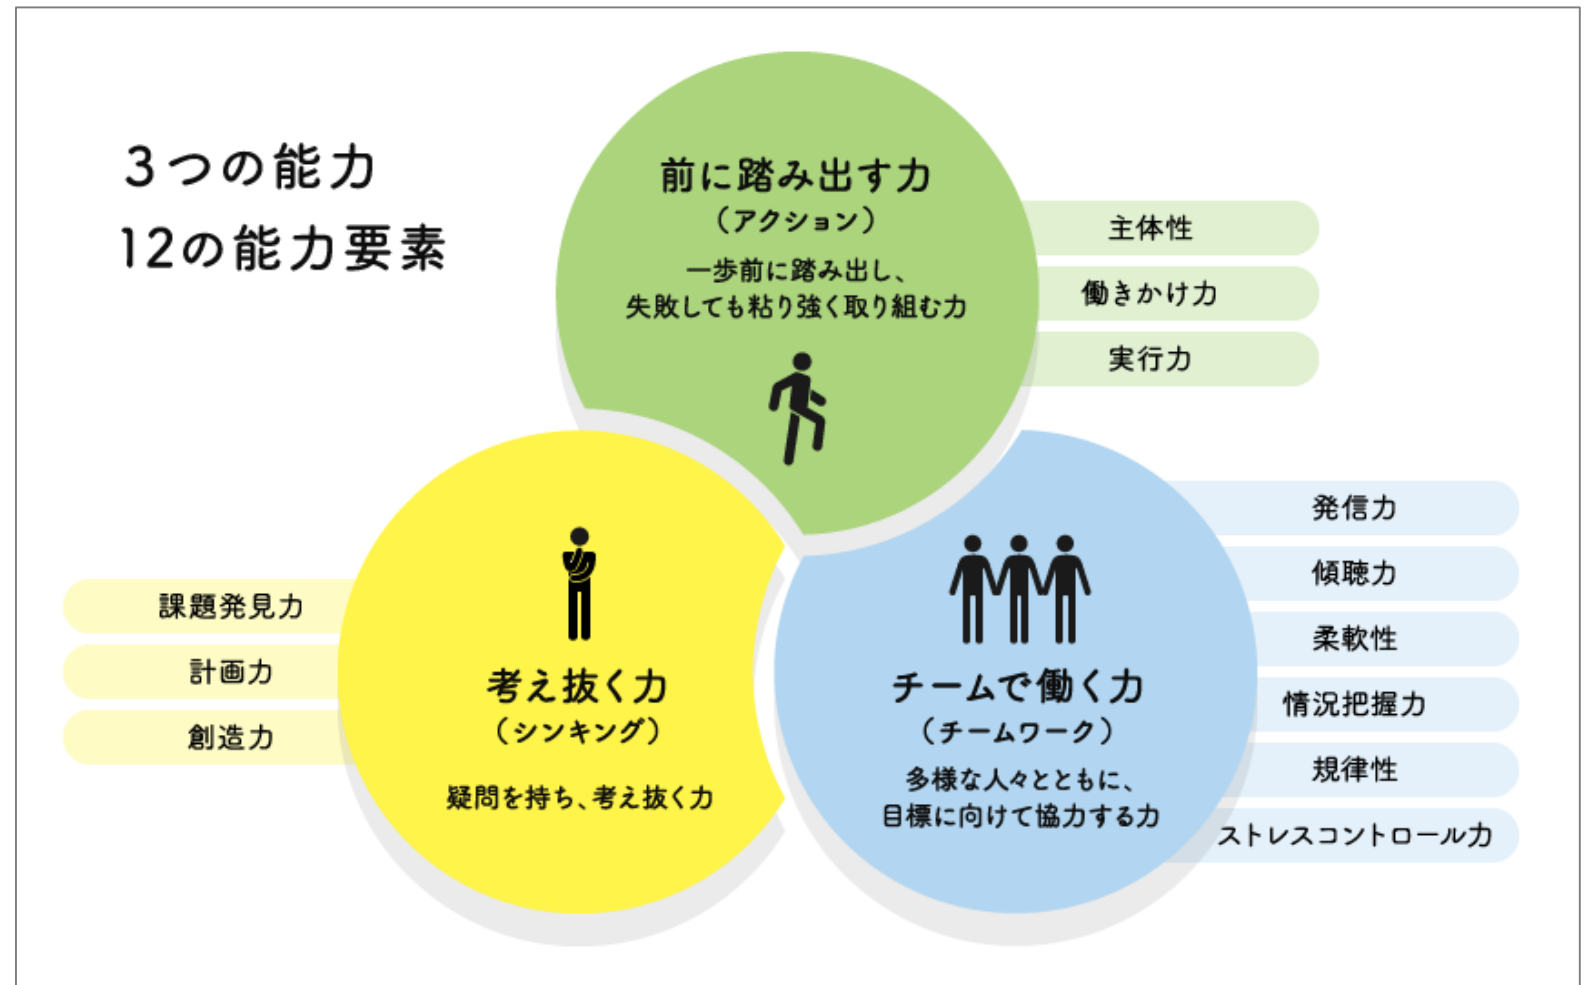 ３つの能力
12の能力要素
前に踏み出す力
（アクション）
一歩前に踏み出し、
失敗しても粘り強く取り組む力
主体性
働きかけ力
実行力
考え抜く力
（シンキング）
疑問を持ち、考え抜く力
課題発見力
計画力
創造力
チームで働く力
（チームワーク）
多様な人々とともに、
目標に向けて協力する力
発信力
傾聴力
柔軟性
情況把握力
規律性
ストレスコントロール力